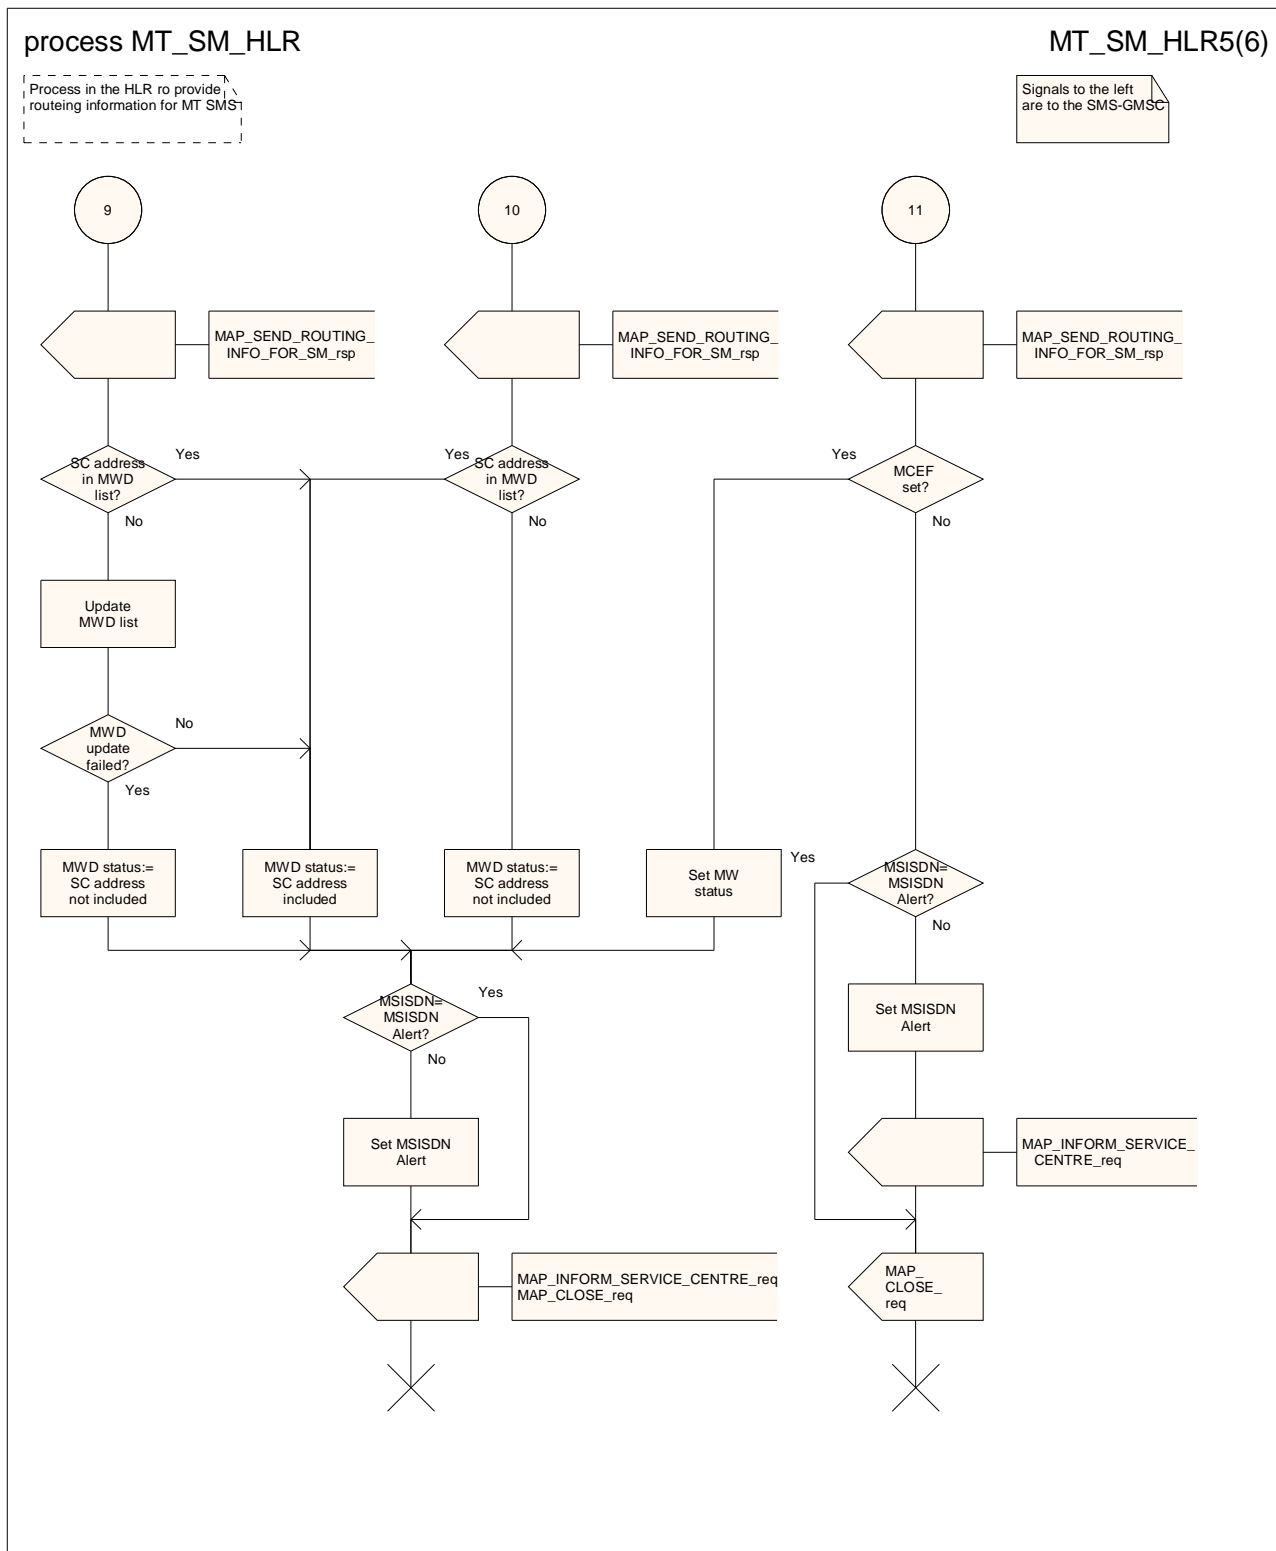 process MT_SM_HLR
MT_SM_HLR5(6)
Process in the HLR ro provide
routeing information for MT SMS
Signals to the left
are to the SMS-GMSC
9
10
11
MAP_SEND_ROUTING_
INFO_FOR_SM_rsp
MAP_SEND_ROUTING_
INFO_FOR_SM_rsp
MAP_SEND_ROUTING_
INFO_FOR_SM_rsp
SC address
in MWD
list?
Yes
No
Yes
SC address
in MWD
list?
No
Yes
MCEF
set?
No
Update
MWD list
MWD
update
failed?
No
Yes
MWD status:=
SC address
not included
MWD status:=
SC address
included
MWD status:=
SC address
not included
Set MW
status
Yes
MSISDN=
MSISDN
Alert?
No
MSISDN=
MSISDN
Alert?
Yes
No
Set MSISDN
Alert
Set MSISDN
Alert
MAP_INFORM_SERVICE_
CENTRE_req
MAP_INFORM_SERVICE_CENTRE_req
MAP_CLOSE_req
MAP_
CLOSE_
req